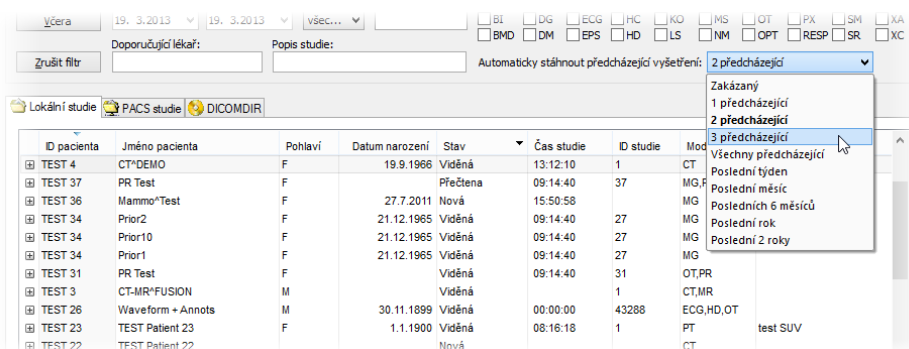 Včera 19. 3.2013 19. 3.2013 všec... BI DG ECG HC KO MS OT PX SM XA
BMD DM EPS HD LS NM OPT RESP SR XC
Doporučující lékař: Popis studie:
Zrušit filtr Automaticky stáhnout předcházející vyšetření: 2 předcházející
Zakázaný
1 předcházející
2 předcházející
3 předcházející
Všechny předcházející
Poslední týden
Poslední měsíc
Posledních 6 měsíců
Poslední rok
Poslední 2 roky
Lokální studie PACS studie DICOMDIR
ID pacienta Jméno pacienta Pohlaví Datum narození Stav Čas studie ID studie Mod
TEST 4 CT^DEMO F 19.9.1966 Viděná 13:12:10 1 CT
TEST 37 PR Test F Přečtena 09:14:40 37 MG,P
TEST 36 Mammo^Test F 27.7.2011 Nová 15:50:58 MG
TEST 34 Prior2 F 21.12.1965 Viděná 09:14:40 27 MG
TEST 34 Prior10 F 21.12.1965 Viděná 09:14:40 27 MG
TEST 34 Prior1 F 21.12.1965 Viděná 09:14:40 27 MG
TEST 31 PR Test F Viděná 09:14:40 31 OT,PR
TEST 3 CT-MR^FUSION M Viděná 1 CT,MR
TEST 26 Waveform + Annots M 30.11.1899 Viděná 00:00:00 43288 ECG,HD,OT
TEST 23 TEST Patient 23 F 1.1.1900 Viděná 08:16:18 1 PT test SUV
TEST 22 TEST Patient 22 Nová CT